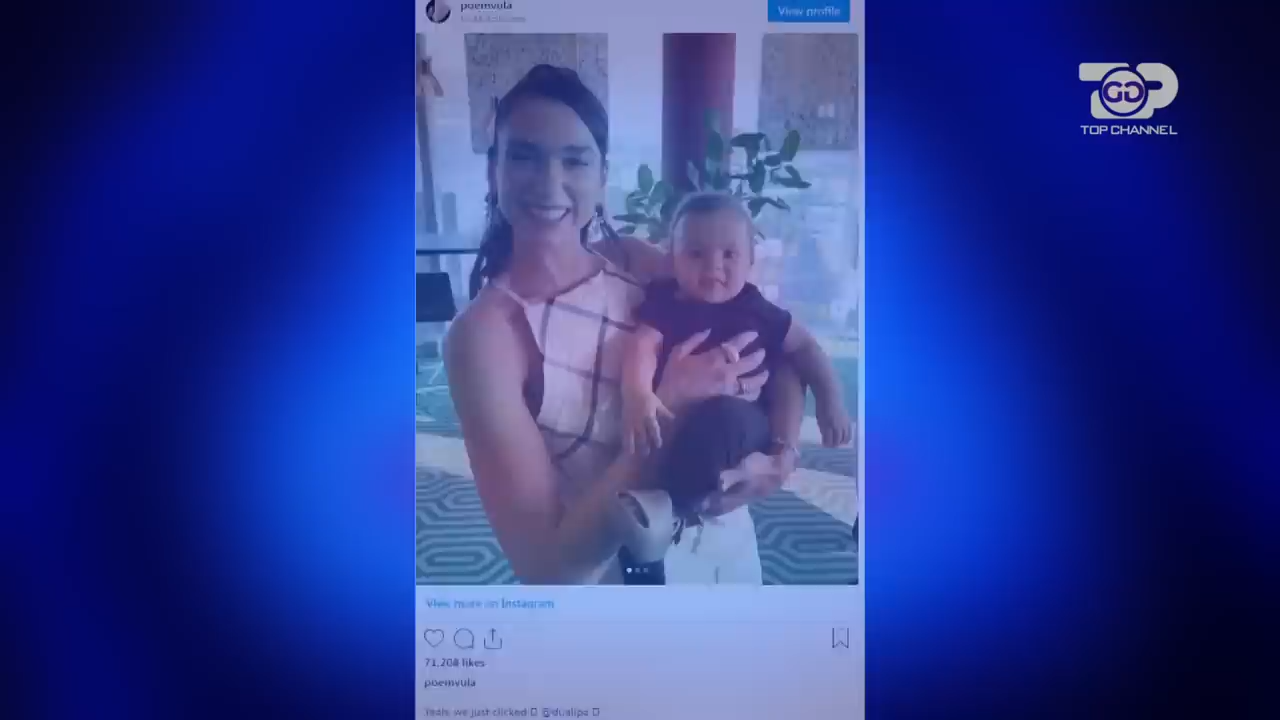 poemvula
View profile
TOP CHANNEL
View more on Instagram
71,208 likes
poemvula
Yeah, we just clicked @dualipa